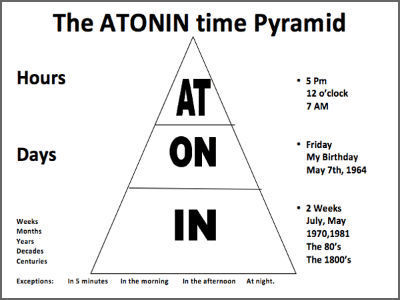 The ATONIN time Pyramid
Hours
AT
• 5 Pm
12 o'clock
7 AM
Days
ON
• Friday
My Birthday
May 7th, 1964
Weeks
Months
Years
Decades
Centuries
IN
• 2 Weeks
July, May
1970,1981
The 80's
The 1800's
Exceptions: In 5 minutes In the morning In the afternoon At night.